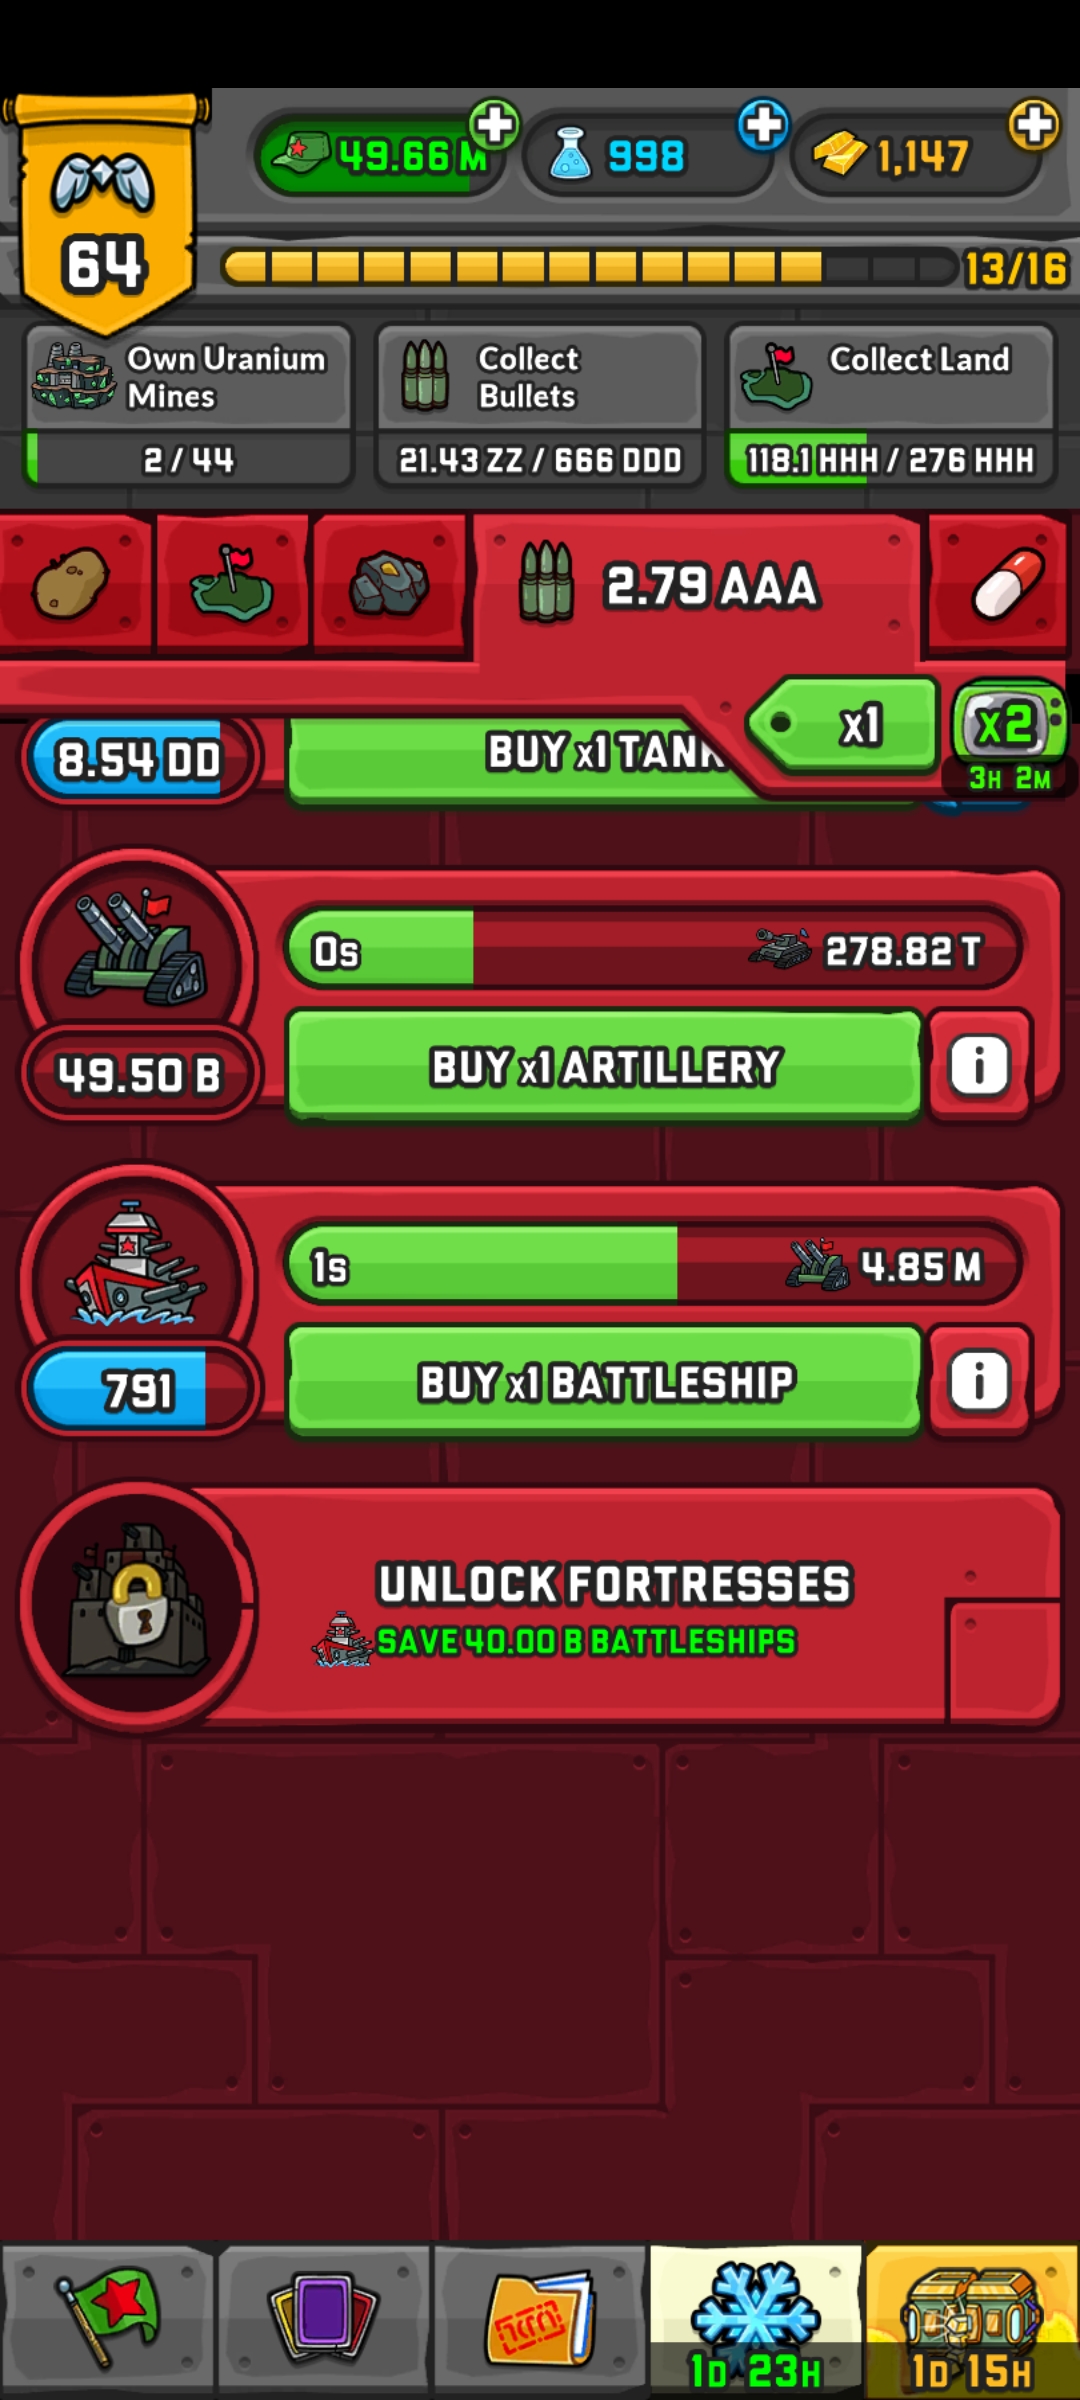 49.66 M
998
1,147
64
13/16
Own Uranium
Mines
2 / 44
Collect
Bullets
21.43 ZZ / 666 DDD
Collect Land
118.1 HHH / 276 HHH
2.79 AAA
8.54 DD
BUY x1 TANK
x1
x2
3H 2M
0s
278.82 T
49.50 B
BUY x1 ARTILLERY
i
1s
4.85 M
791
BUY x1 BATTLESHIP
i
UNLOCK FORTRESSES
SAVE 40.00 B BATTLESHIPS
1D 23H
1D 15H